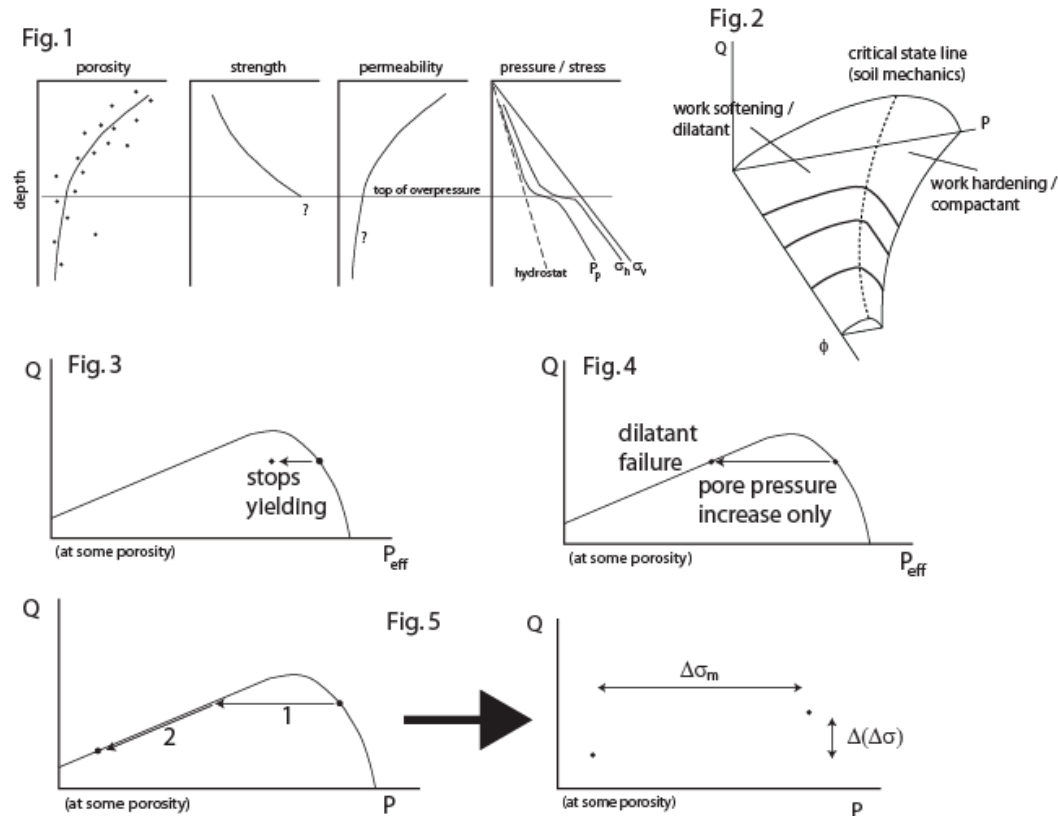 Fig. 1
porosity
strength
permeability
pressure / stress
depth
top of overpressure
?
?
hydrostat
Pp
σh
σv
Fig. 2
Q
critical state line
(soil mechanics)
work softening /
dilatant
P
work hardening /
compactant
ϕ
Fig. 3
Q
stops
yielding
(at some porosity)
Peff
Fig. 4
Q
dilatant
failure
pore pressure
increase only
(at some porosity)
Peff
Fig. 5
Q
1
2
(at some porosity)
P
Q
Δσm
Δ(Δσ)
(at some porosity)
P